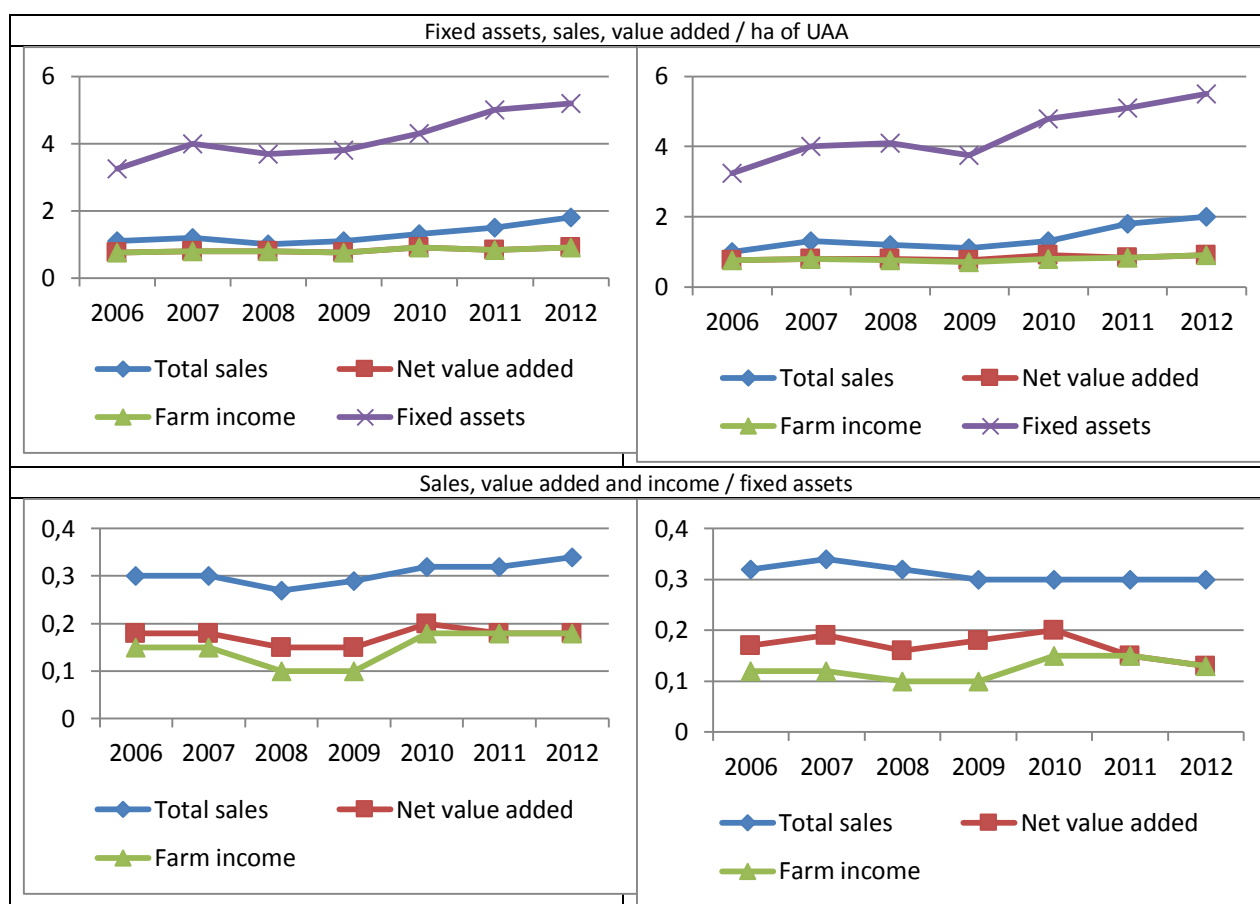 Fixed assets, sales, value added / ha of UAA
6
4
2
0
2006 2007 2008 2009 2010 2011 2012
Total sales Net value added
Farm income Fixed assets
6
4
2
0
2006 2007 2008 2009 2010 2011 2012
Total sales Net value added
Farm income Fixed assets
Sales, value added and income / fixed assets
0,4
0,3
0,2
0,1
0
2006 2007 2008 2009 2010 2011 2012
Total sales Net value added
Farm income
0,4
0,3
0,2
0,1
0
2006 2007 2008 2009 2010 2011 2012
Total sales Net value added
Farm income